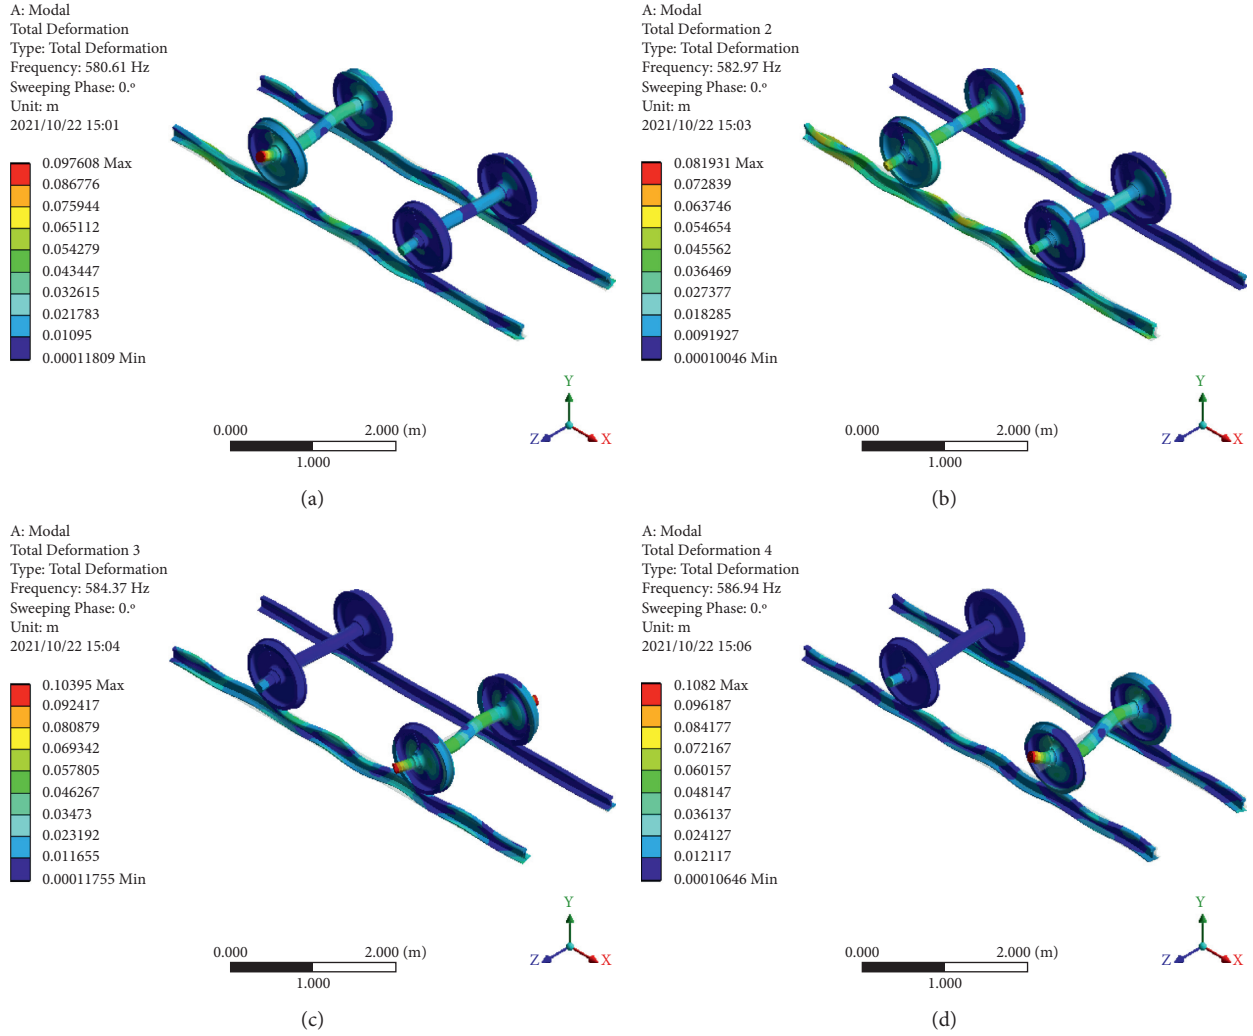 A: Modal
Total Deformation
Type: Total Deformation
Frequency: 580.61 Hz
Sweeping Phase: 0.º
Unit: m
2021/10/22 15:01
0.097608 Max
0.086776
0.075944
0.065112
0.054279
0.043447
0.032615
0.021783
0.01095
0.00011809 Min
0.000
2.000 (m)
1.000
Y
Z
X
(a)
A: Modal
Total Deformation 2
Type: Total Deformation
Frequency: 582.97 Hz
Sweeping Phase: 0.º
Unit: m
2021/10/22 15:03
0.081931 Max
0.072839
0.063746
0.054654
0.045562
0.036469
0.027377
0.018285
0.0091927
0.00010046 Min
0.000
2.000 (m)
1.000
Y
Z
X
(b)
A: Modal
Total Deformation 3
Type: Total Deformation
Frequency: 584.37 Hz
Sweeping Phase: 0.º
Unit: m
2021/10/22 15:04
0.10395 Max
0.092417
0.080879
0.069342
0.057805
0.046267
0.03473
0.023192
0.011655
0.00011755 Min
0.000
2.000 (m)
1.000
Y
Z
X
(c)
A: Modal
Total Deformation 4
Type: Total Deformation
Frequency: 586.94 Hz
Sweeping Phase: 0.º
Unit: m
2021/10/22 15:06
0.1082 Max
0.096187
0.084177
0.072167
0.060157
0.048147
0.036137
0.024127
0.012117
0.00010646 Min
0.000
2.000 (m)
1.000
Y
Z
X
(d)